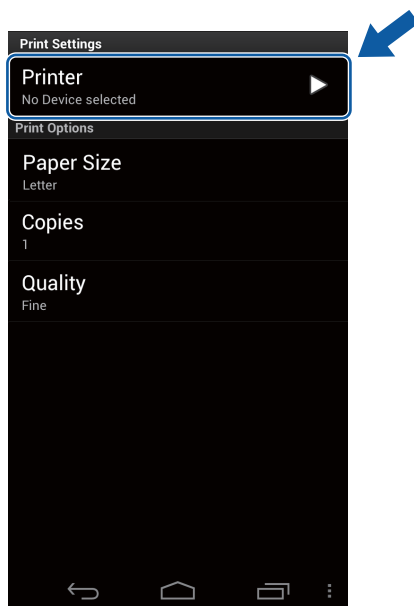 Print Settings
Printer
No Device selected
Print Options
Paper Size
Letter
Copies
1
Quality
Fine